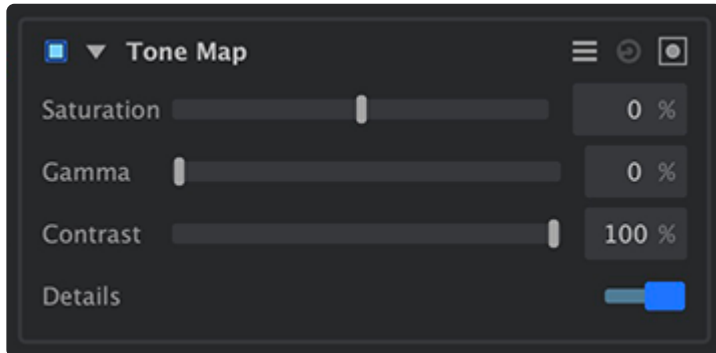 Tone Map
Saturation 0 %
Gamma 0 %
Contrast 100 %
Details